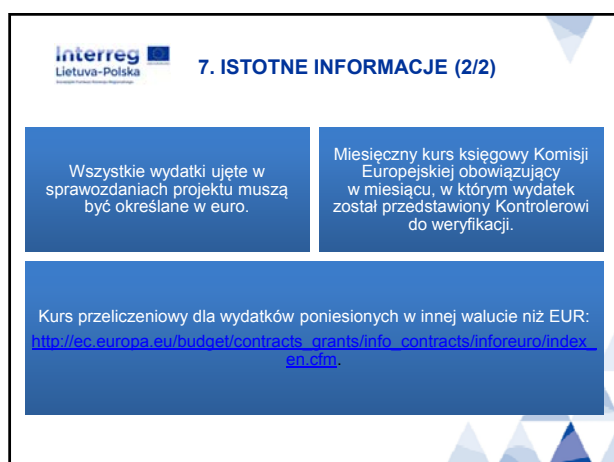 Interreg
Lietuva-Polska
7. ISTOTNE INFORMACJE (2/2)
Wszystkie wydatki ujęte w
sprawozdaniach projektu muszą
być określane w euro.
Miesięczny kurs księgowy Komisji
Europejskiej obowiązujący
w miesiącu, w którym wydatek
został przedstawiony Kontrolerowi
do weryfikacji.
Kurs przeliczeniowy dla wydatków poniesionych w innej walucie niż EUR:
http://ec.europa.eu/budget/contracts_grants/info_contracts/inforeuro/index_
en.cfm.